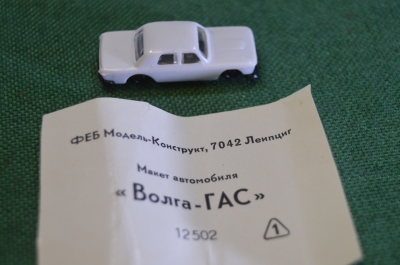 ФЕБ Модель-Конструкт, 7042 Лейпциг
Макет автомобиля
«Волга-ГАС»
12502
1